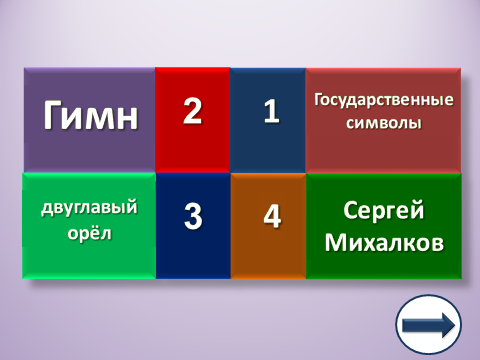 Гимн
2
1
Государственные
символы
двуглавый
орёл
3
4
Сергей
Михалков